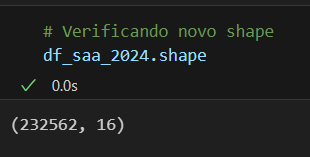 # Verificando novo shape
df_saa_2024.shape
0.0s
(232562, 16)